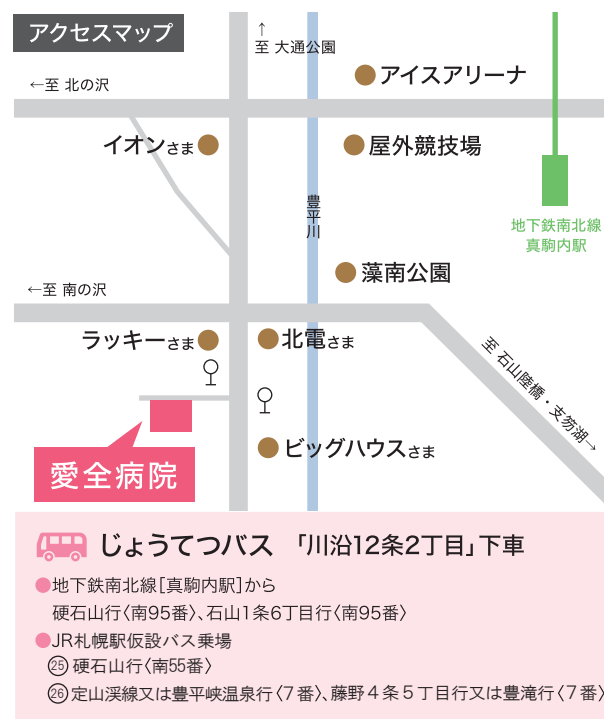 アクセスマップ
↑
至 大通公園
アイスアリーナ
←至 北の沢
イオンさま
屋外競技場
豊平川
地下鉄南北線
真駒内駅
藻南公園
←至 南の沢
ラッキーさま
北電さま
至 石山陸橋・支笏湖→
ビッグハウスさま
愛全病院
じょうてつバス 「川沿12条2丁目」下車
●地下鉄南北線[真駒内駅]から
硬石山行〈南95番〉、石山1条6丁目行〈南95番〉
●JR札幌駅仮設バス乗場
㉕硬石山行〈南55番〉
㉖定山渓線又は豊平峡温泉行〈7番〉、藤野4条5丁目行又は豊滝行〈7番〉